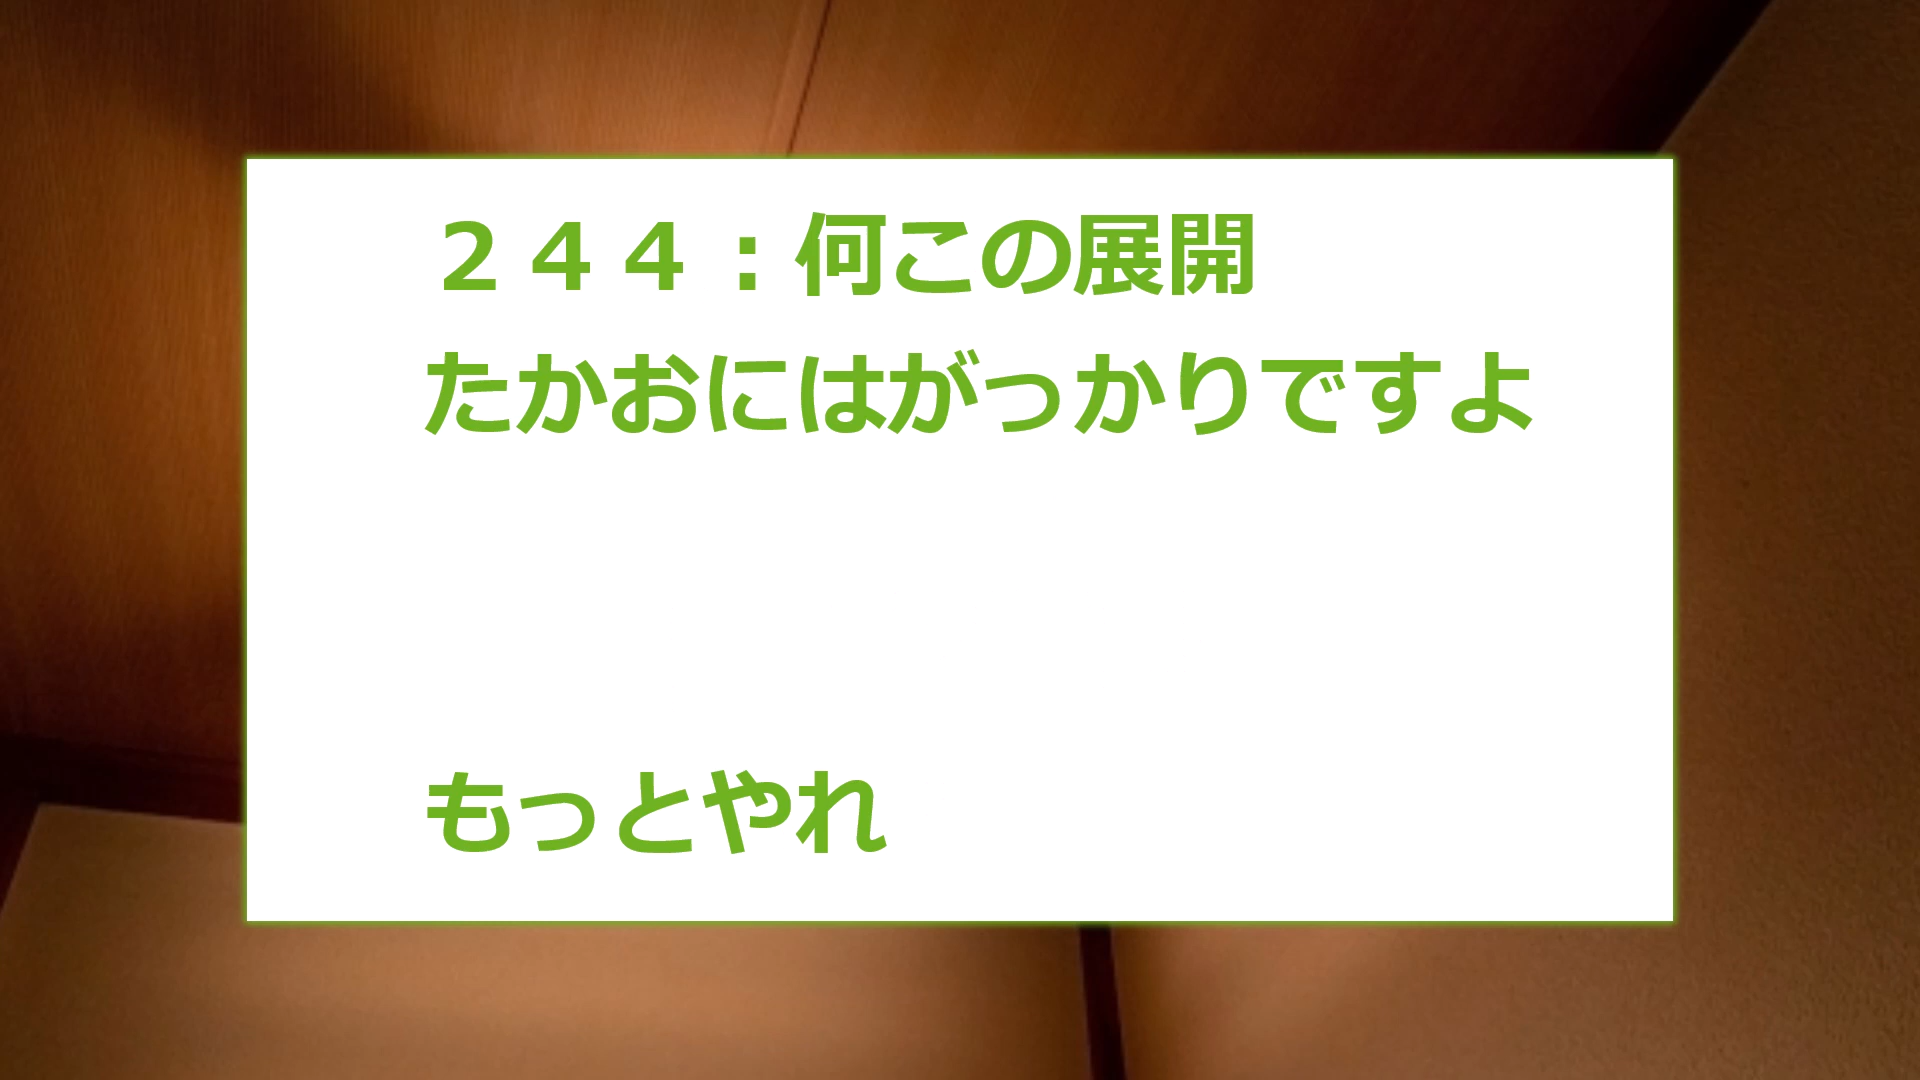 ２４４：何この展開
たかおにはがっかりですよ
もっとやれ